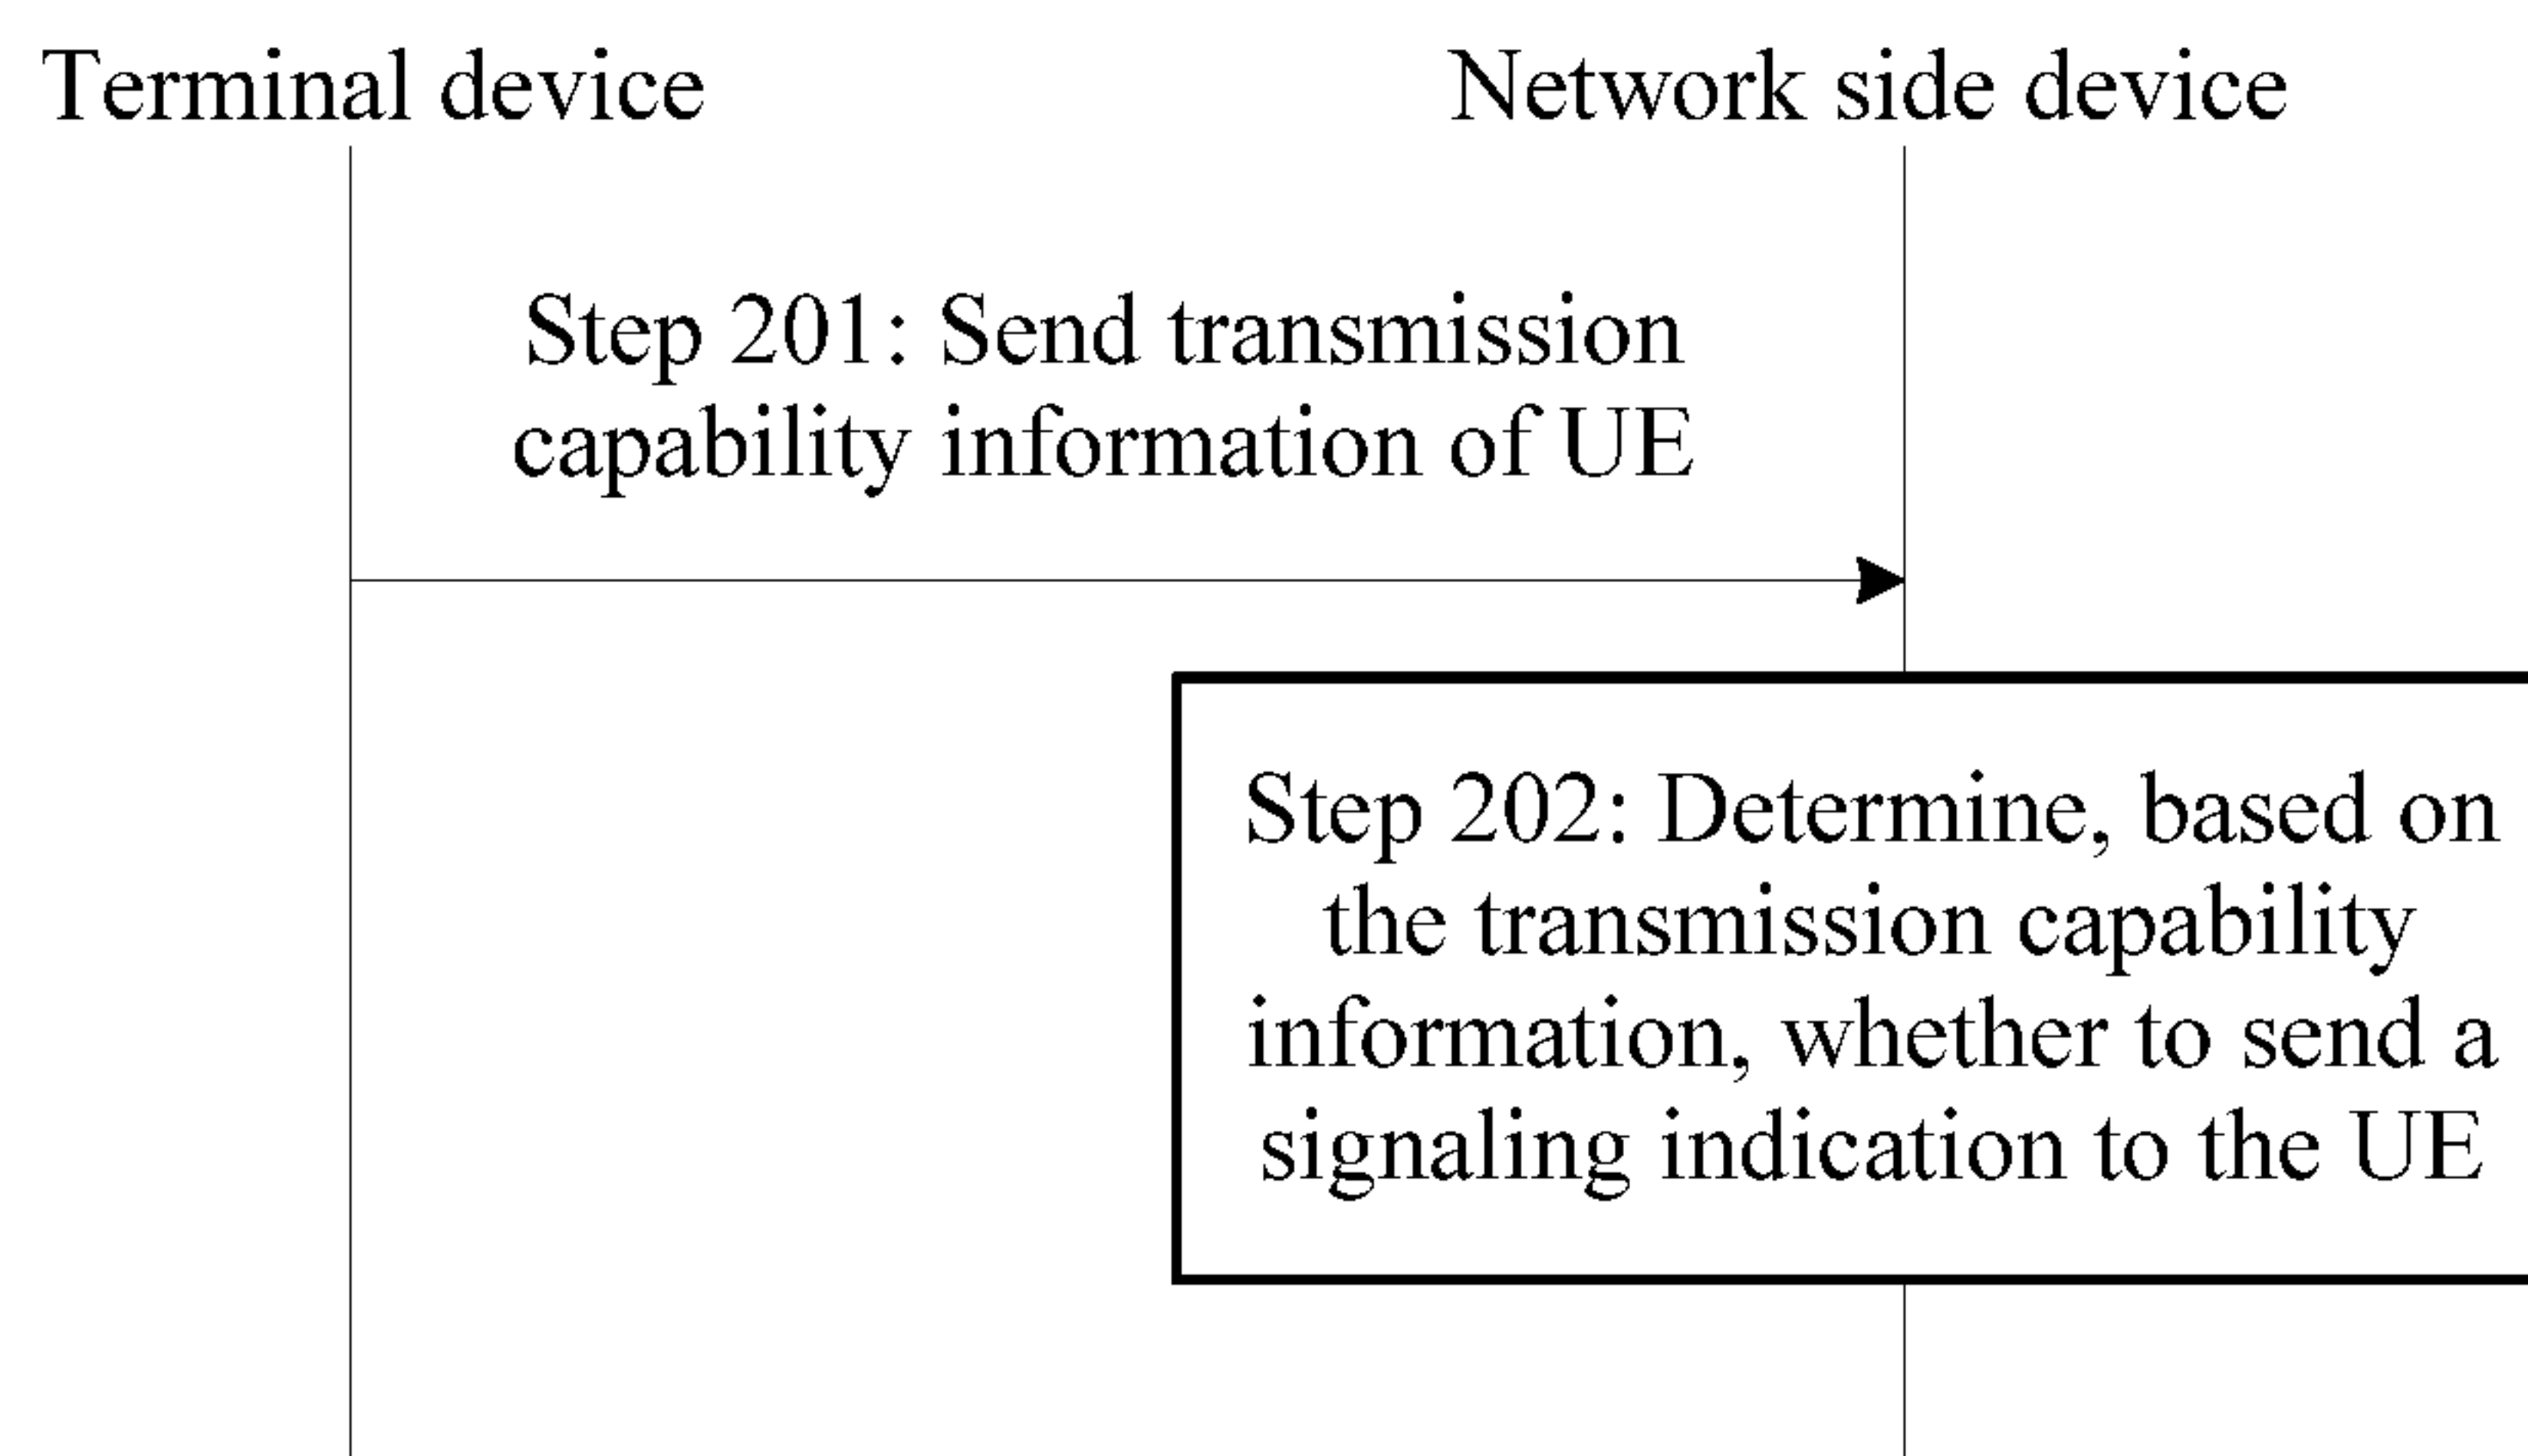 Terminal device
Network side device
Step 201: Send transmission
capability information of UE
Step 202: Determine, based on
the transmission capability
information, whether to send a
signaling indication to the UE